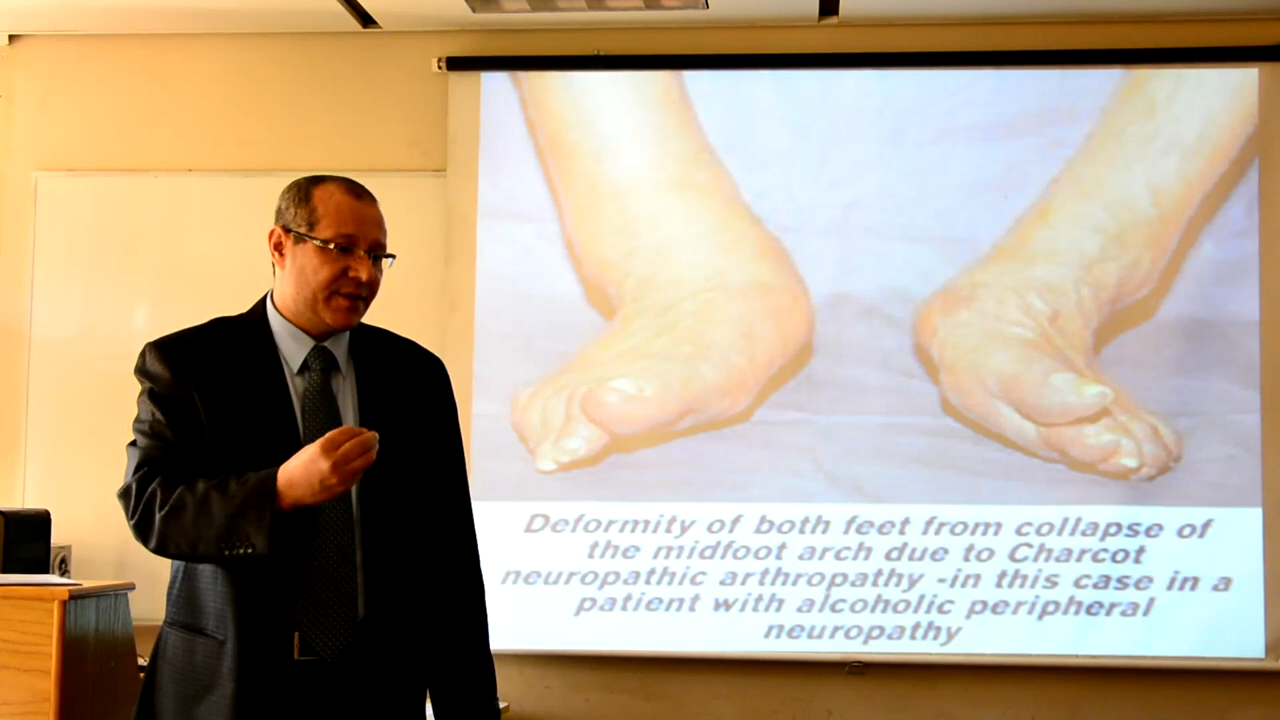 Deformity of both feet from collapse of
the midfoot arch due to Charcot
neuropathic arthropathy -in this case in a
patient with alcoholic peripheral
neuropathy